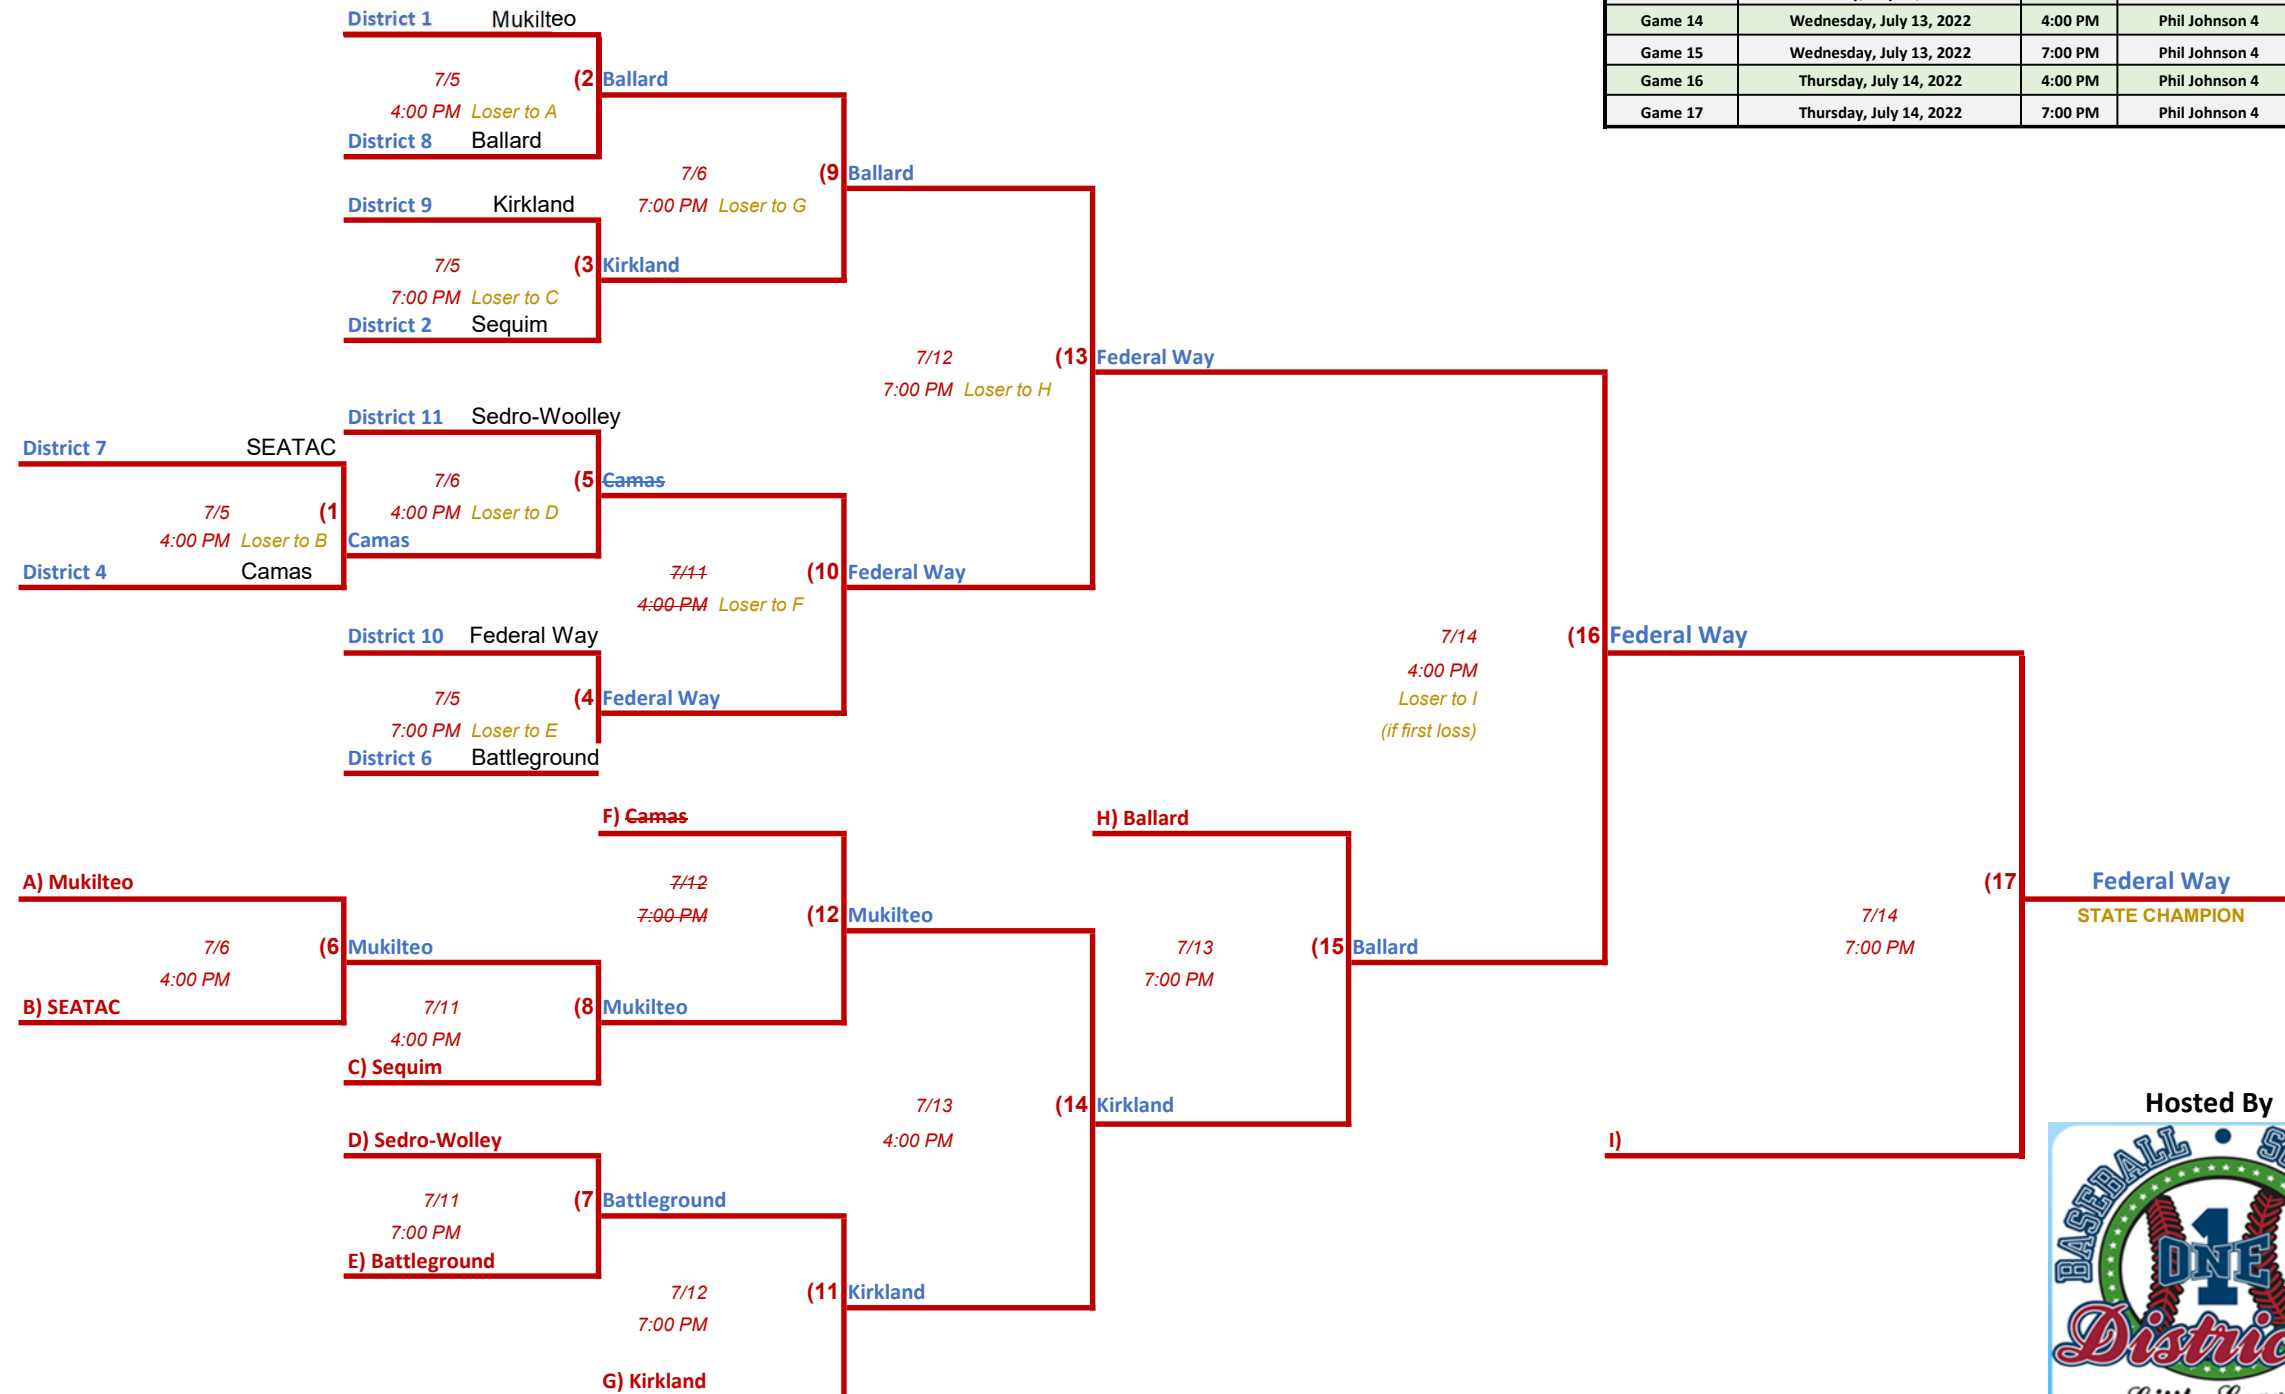 District 1 Mukilteo
7/5 (2 Ballard
4:00 PM Loser to A
District 8 Ballard
7/6 (9 Ballard
District 9 Kirkland
7:00 PM Loser to G
7/5 (3 Kirkland
7:00 PM Loser to C
District 2 Sequim
7/12 (13 Federal Way
7:00 PM Loser to H
District 11 Sedro-Woolley
District 7 SEATAC
7/6 (5 Camas
7/5 (1
4:00 PM Loser to D
4:00 PM Loser to B Camas
District 4 Camas
7/11 (10 Federal Way
4:00 PM Loser to F
District 10 Federal Way
7/5 (4 Federal Way
7:00 PM Loser to E
District 6 Battleground
7/14 (16 Federal Way
4:00 PM
Loser to I
(if first loss)
F) Camas
H) Ballard
A) Mukilteo
7/12
7:00 PM (12 Mukilteo
7/6 (6 Mukilteo
4:00 PM
B) SEATAC
7/11 (8 Mukilteo
4:00 PM
C) Sequim
7/13 (15 Ballard
7:00 PM
(17 Federal Way
7/14 STATE CHAMPION
7:00 PM
7/13 (14 Kirkland
4:00 PM
D) Sedro-Wolley
I)
7/11 (7 Battleground
7:00 PM
E) Battleground
7/12 (11 Kirkland
7:00 PM
G) Kirkland
Game 14 Wednesday, July 13, 2022 4:00 PM Phil Johnson 4
Game 15 Wednesday, July 13, 2022 7:00 PM Phil Johnson 4
Game 16 Thursday, July 14, 2022 4:00 PM Phil Johnson 4
Game 17 Thursday, July 14, 2022 7:00 PM Phil Johnson 4
Hosted By
BASEBALL • S
1
ONE
Distric